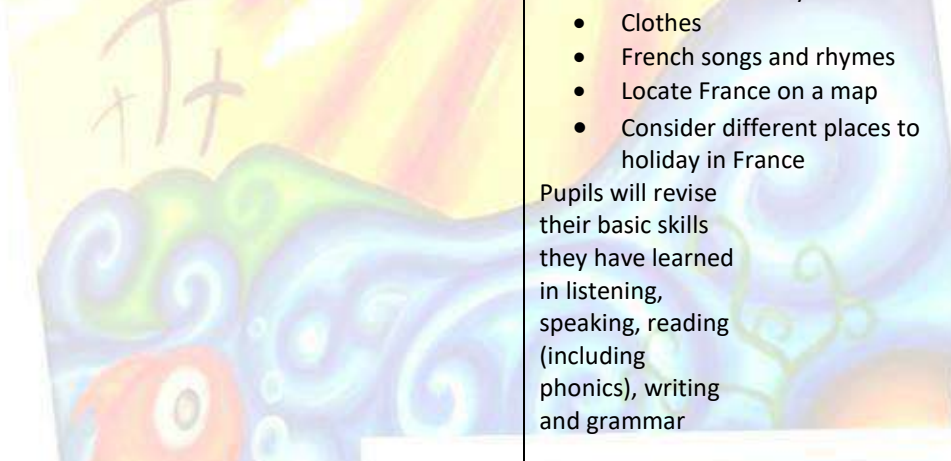 • Clothes
• French songs and rhymes
• Locate France on a map
• Consider different places to
holiday in France
Pupils will revise
their basic skills
they have learned
in listening,
speaking, reading
(including
phonics), writing
and grammar